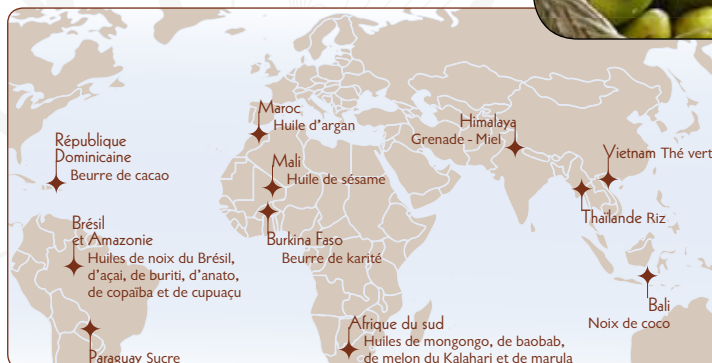 Maroc
Huile d'argan
République
Dominicaine
Beurre de cacao
Mali
Huile de sésame
Himalaya
Grenade - Miel
Vietnam Thé vert
Thaïlande Riz
Brésil
et Amazonie
Huiles de noix du Brésil,
d'açai, de buriti, d'anato,
de copaïba et de cupuaçu
Burkina Faso
Beurre de karité
Bali
Noix de coco
Afrique du sud
Huiles de mongongo, de baobab,
de melon du Kalahari et de marula
Paraguay Sucre